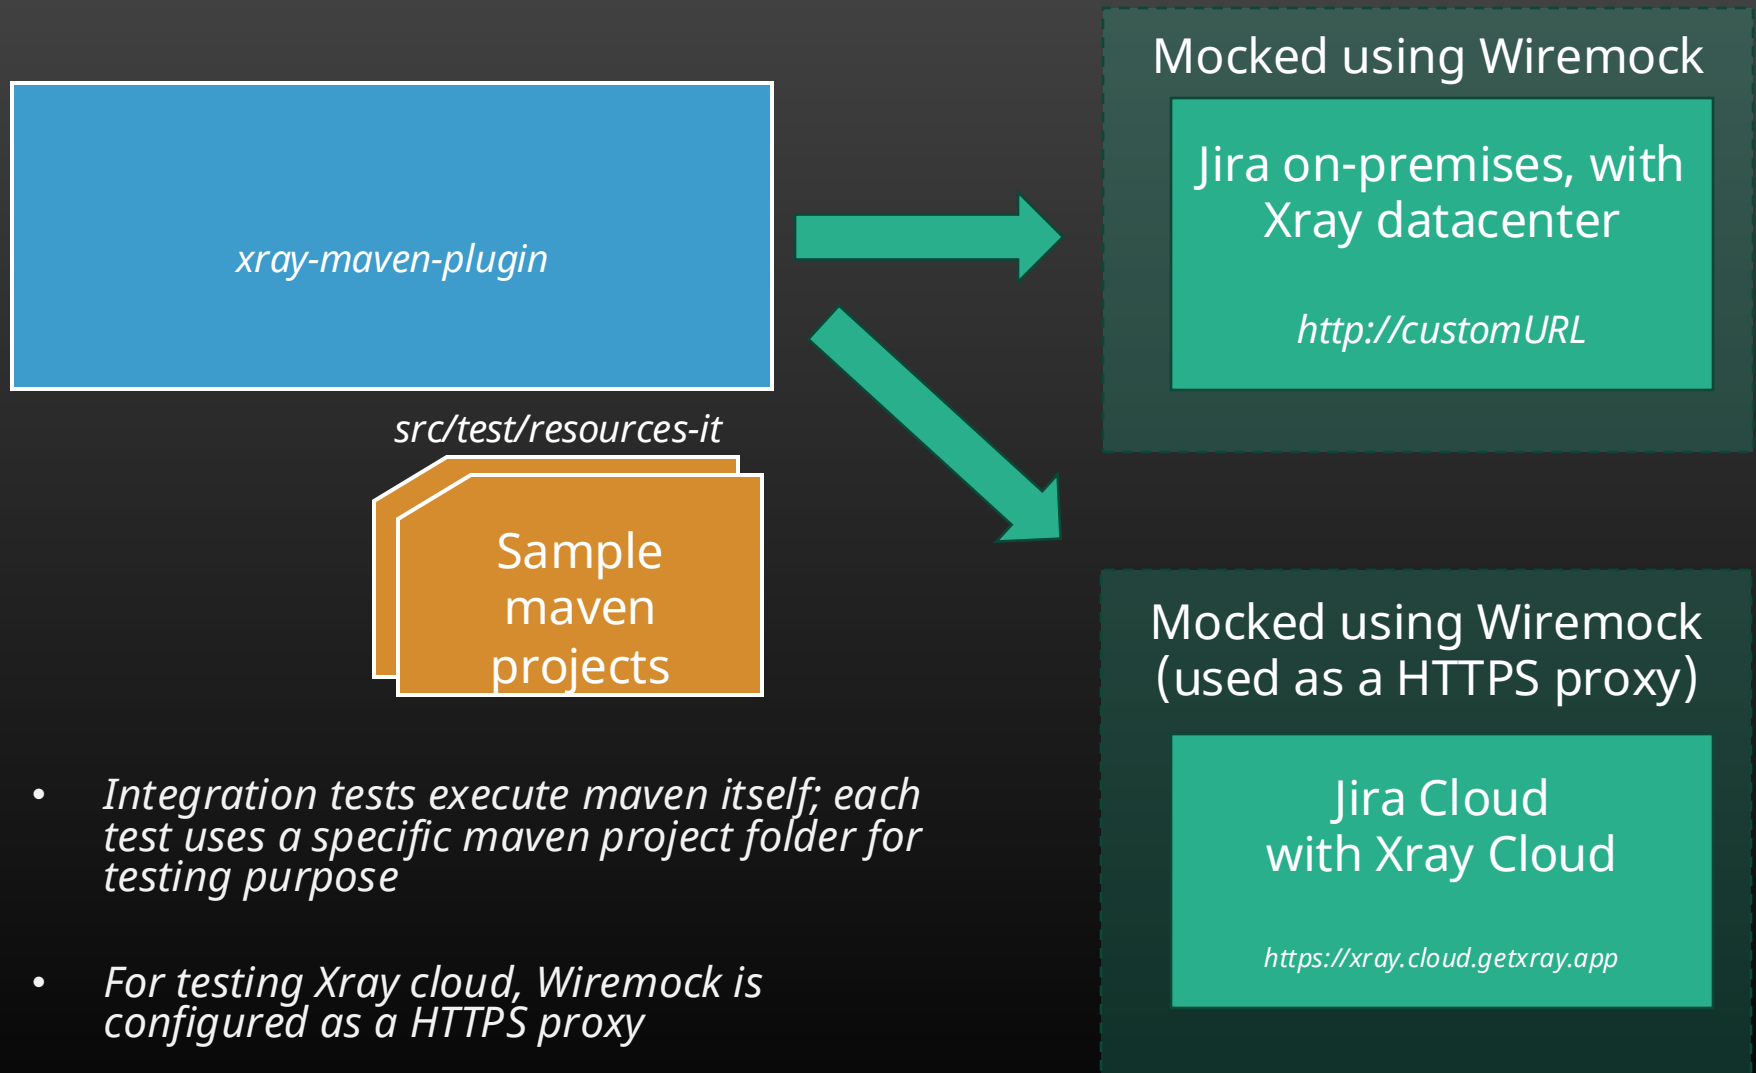 Mocked using Wiremock
Jira on-premises, with
Xray datacenter
http://customURL
xray-maven-plugin
src/test/resources-it
Sample
maven
projects
Mocked using Wiremock
(used as a HTTPS proxy)
Jira Cloud
with Xray Cloud
https://xray.cloud.getxray.app
• Integration tests execute maven itself; each
test uses a specific maven project folder for
testing purpose
• For testing Xray cloud, Wiremock is
configured as a HTTPS proxy